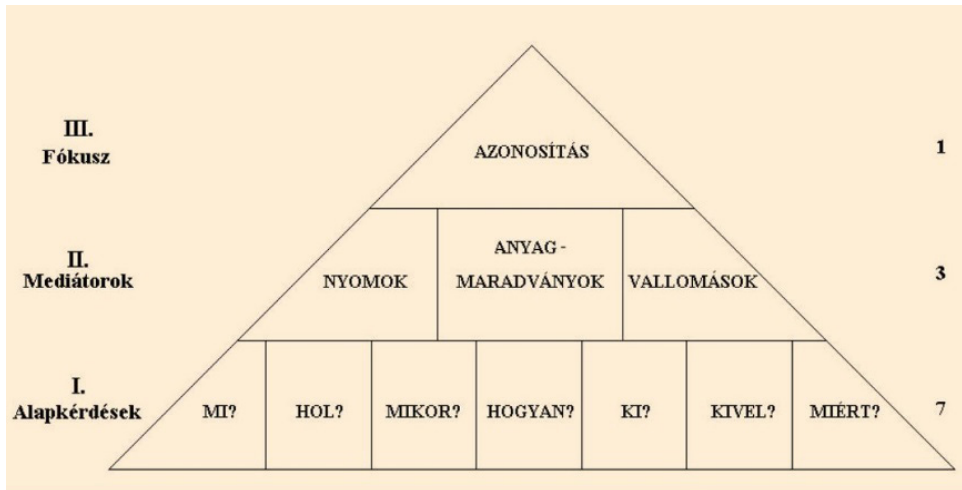 III.
Fókusz
AZONOSÍTÁS
1
II.
Mediátorok
NYOMOK
ANYAG -
MARADVÁNYOK
VALLOMÁSOK
3
I.
Alapkérdések
MI?
HOL?
MIKOR?
HOGYAN?
KI?
KIVEL?
MIÉRT?
7